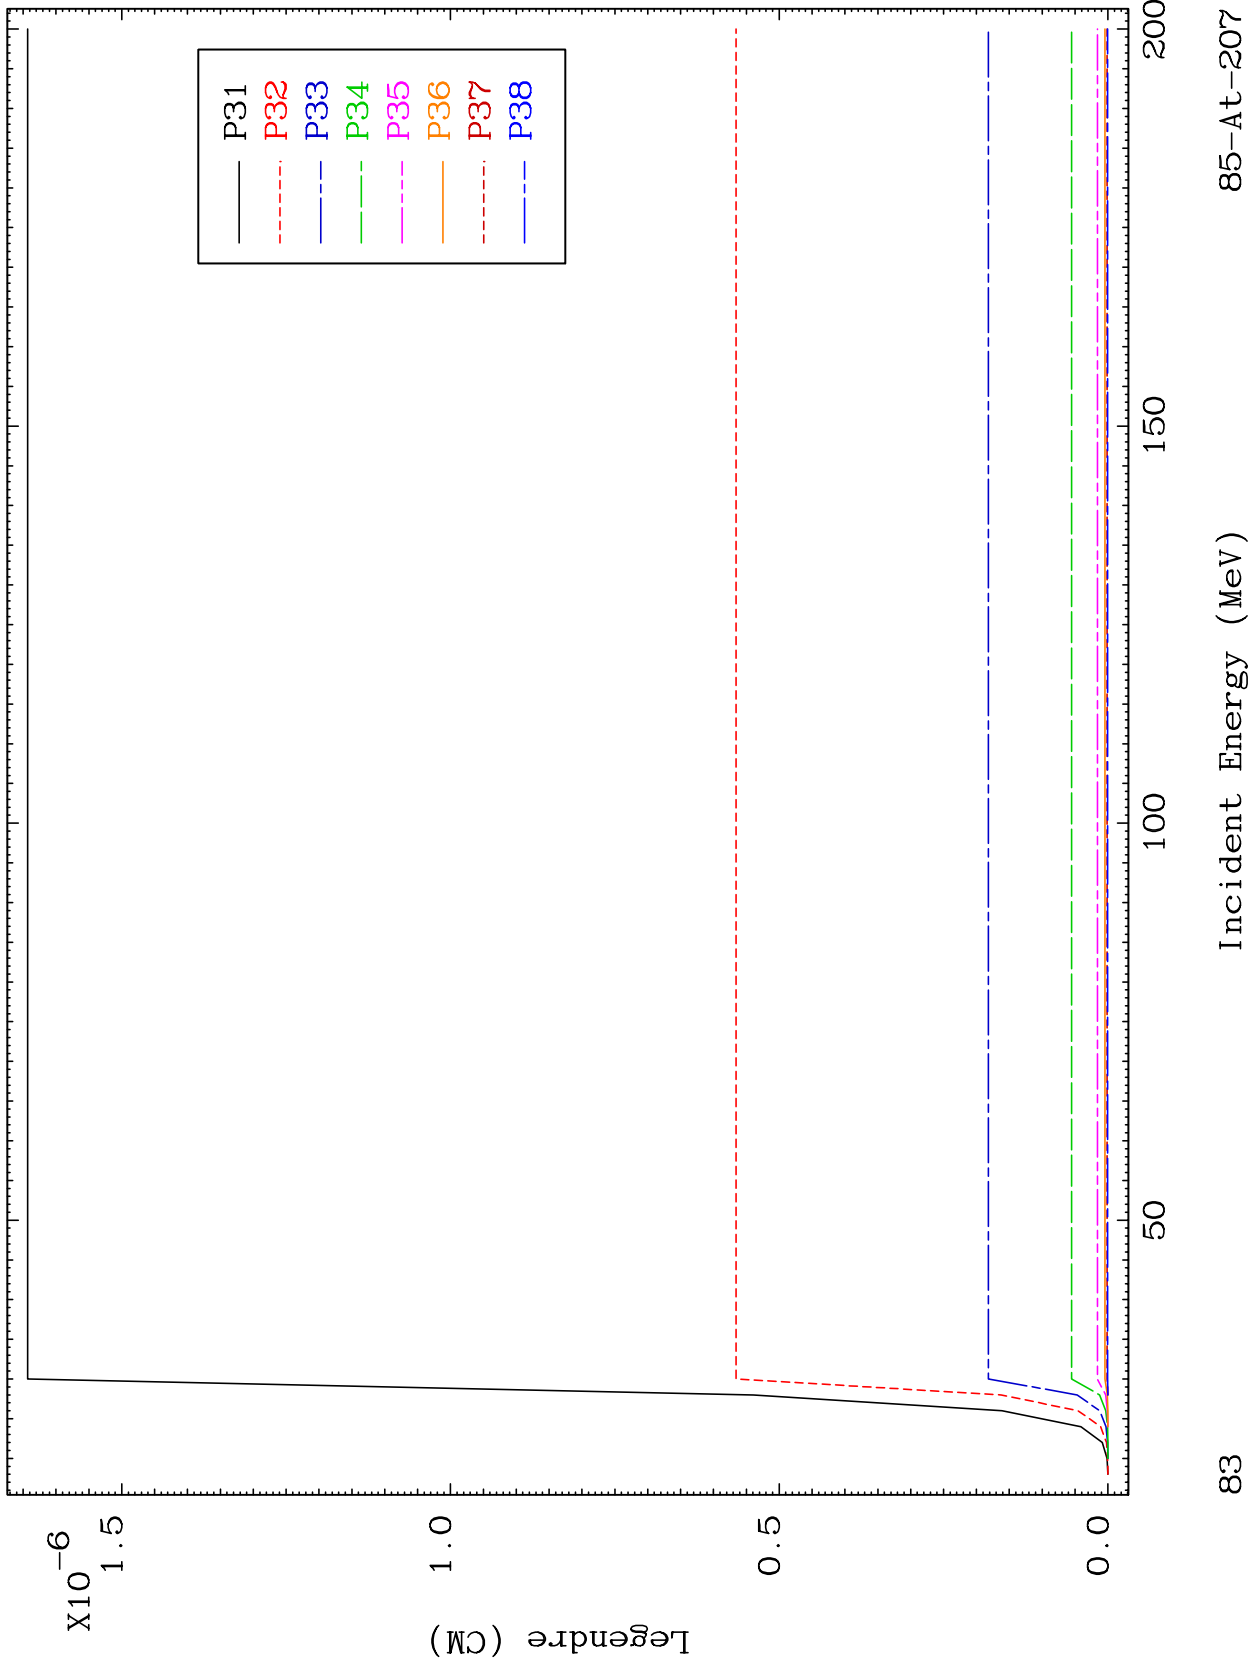 X10-6
1.5
1.0
0.5
0.0
Legendre (CM)
P31
P32
P33
P34
P35
P36
P37
P38
50
100
150
200
Incident Energy (MeV)
83
85-At-207